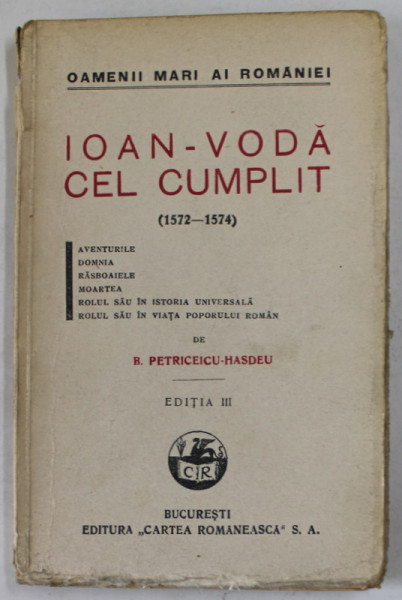 OAMENII MARI AI ROMÂNIEI
IOAN-VODĂ
CEL CUMPLIT
(1572—1574)
AVENTURILE
DOMNIA
RĂSBOAIELE
MOARTEA
ROLUL SĂU ÎN ISTORIA UNIVERSALĂ
ROLUL SĂU ÎN VIAȚA POPORULUI ROMÂN
DE
B. PETRICEICU-HASDEU
EDIȚIA III
C R
BUCUREȘTI
EDITURA „CARTEA ROMÂNEASCĂ" S. A.